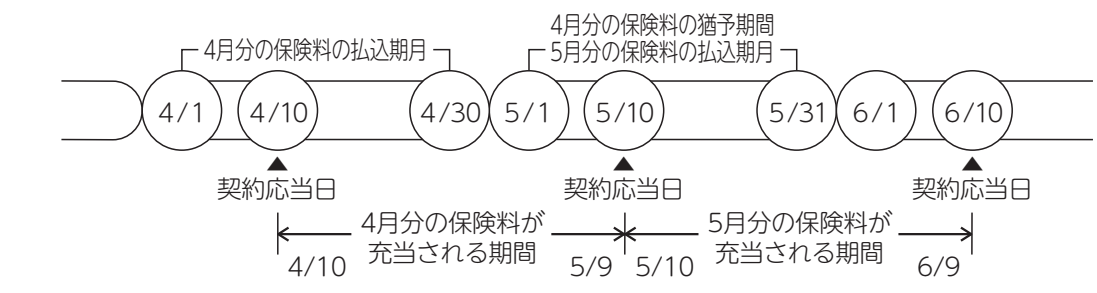 4月分の保険料の払込期月
4月分の保険料の猶予期間
5月分の保険料の払込期月
4/1
4/10
4/30
5/1
5/10
5/31
6/1
6/10
契約応当日
契約応当日
契約応当日
4月分の保険料が
充当される期間
5月分の保険料が
充当される期間
4/10
5/9
5/10
6/9